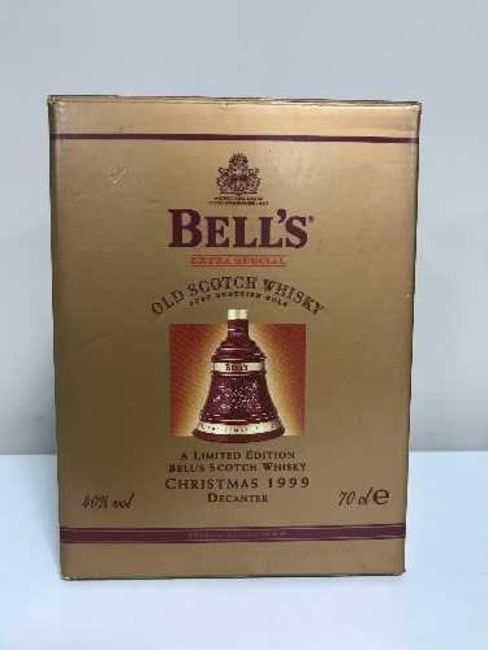 BELL'S®
EXTRA SPECIAL
OLD SCOTCH WHISKY
BELL'S
A LIMITED EDITION
BELL'S SCOTCH WHISKY
CHRISTMAS 1999
DECANTER
40% vol
70 cl e